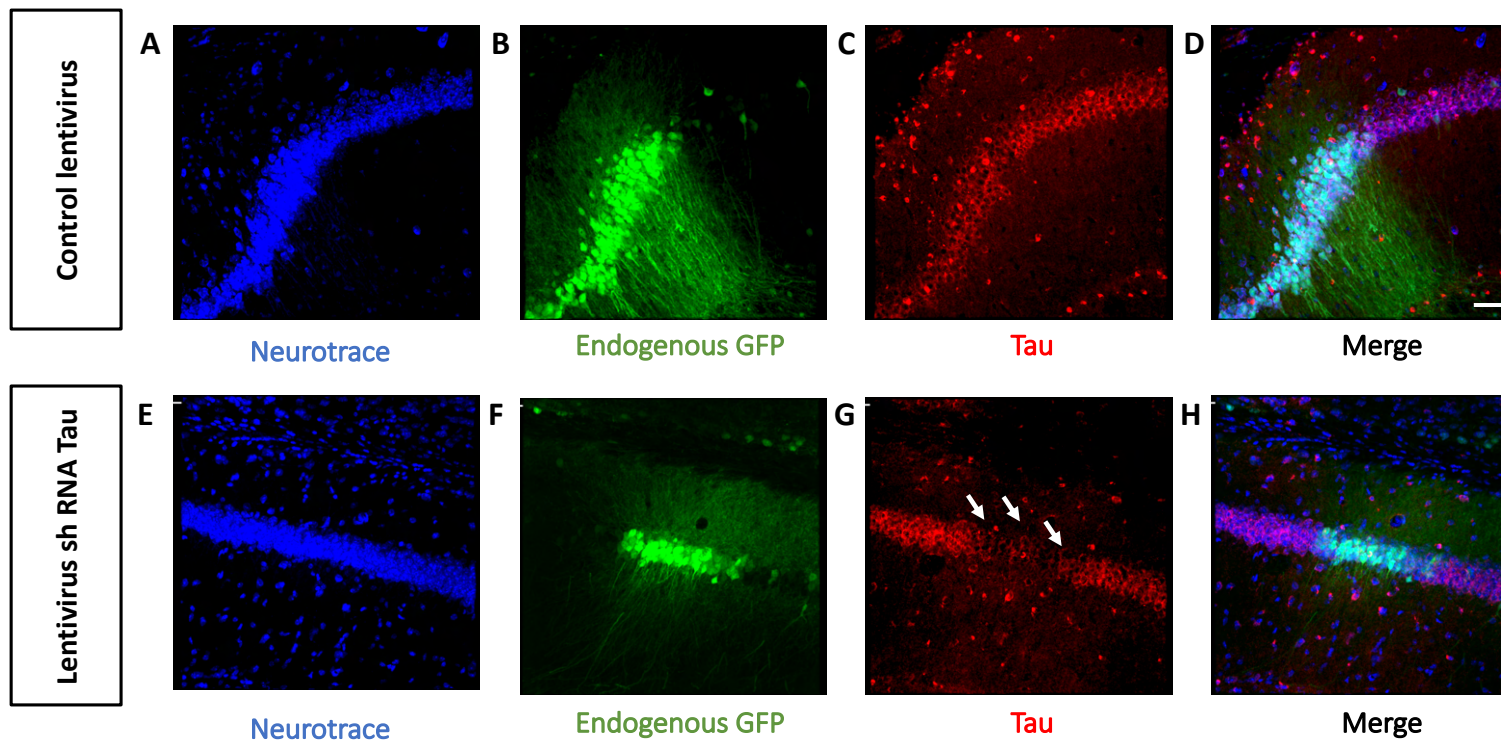 Control lentivirus
A
B
C
D
Neurotrace
Endogenous GFP
Tau
Merge
Lentivirus sh RNA Tau
E
F
G
H
Neurotrace
Endogenous GFP
Tau
Merge